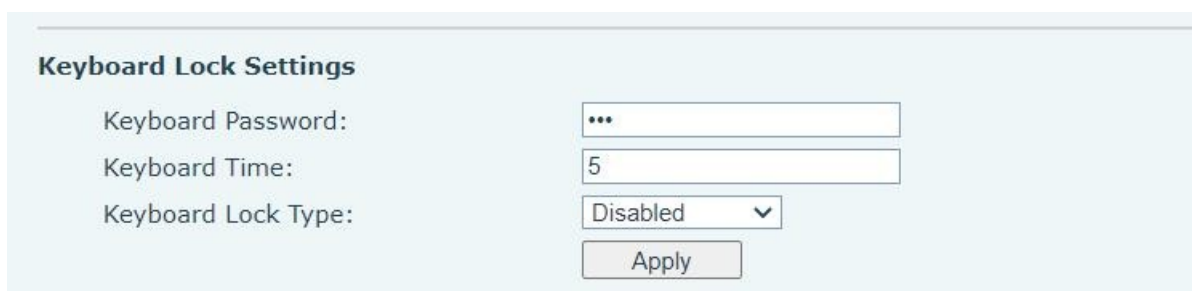 Keyboard Lock Settings
Keyboard Password: •••
Keyboard Time: 5
Keyboard Lock Type: Disabled
Apply